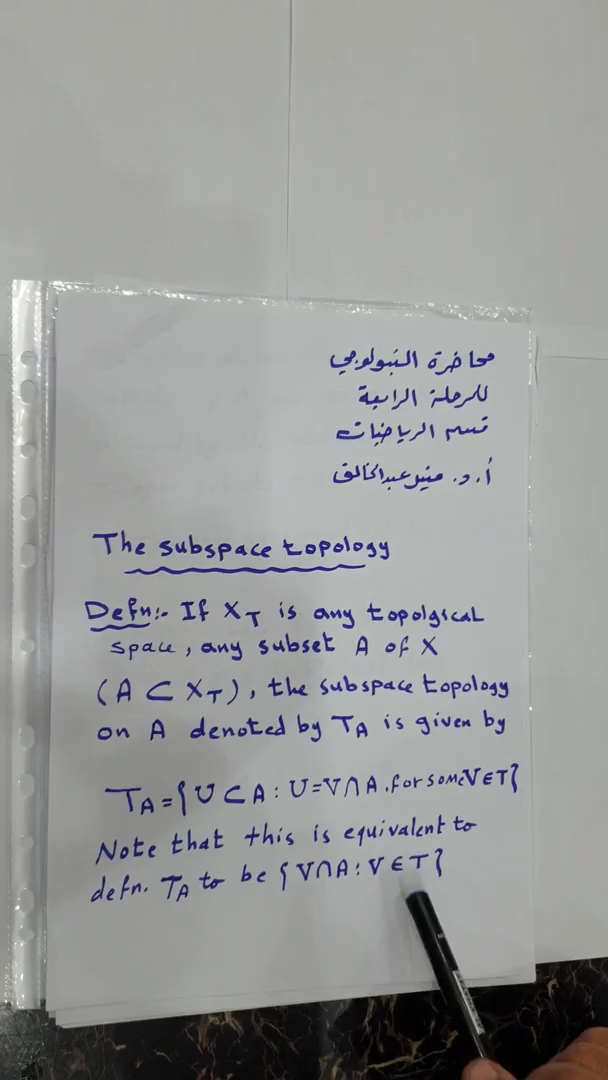 محاضرة التبولوجي
للمرحلة الرابعة
قسم الرياضيات
أ.د. عبدالخالق
The subspace topology
Defn:- If X_T is any topolgical
space, any subset A of X
(A ⊂ X_T), the subspace topology
on A denoted by T_A is given by
T_A = {U ⊂ A : U = V ∩ A, for some V ∈ T}
Note that this is equivalent to
defn. T_A to be {V ∩ A : V ∈ T}